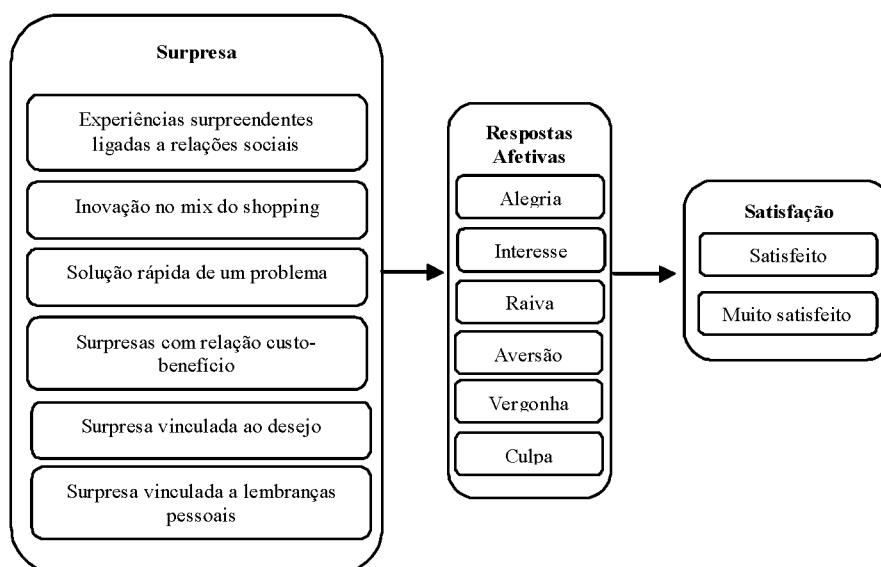 Surpresa
Experiências surpreendentes
ligadas a relações sociais
Inovação no mix do shopping
Solução rápida de um problema
Surpresas com relação custo-
benefício
Surpresa vinculada ao desejo
Surpresa vinculada a lembranças
pessoais
Respostas
Afetivas
Alegria
Interesse
Raiva
Aversão
Vergonha
Culpa
Satisfação
Satisfeito
Muito satisfeito